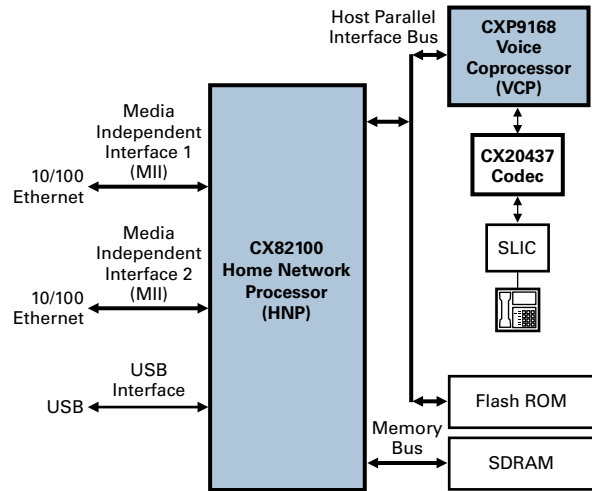 Host Parallel
Interface Bus
CXP9168
Voice
Coprocessor
(VCP)
Media
Independent
Interface 1
(MII)
10/100
Ethernet
CX20437
Codec
Media
Independent
Interface 2
(MII)
10/100
Ethernet
CX82100
Home Network
Processor
(HNP)
SLIC
USB
Interface
USB
Flash ROM
Memory
Bus
SDRAM